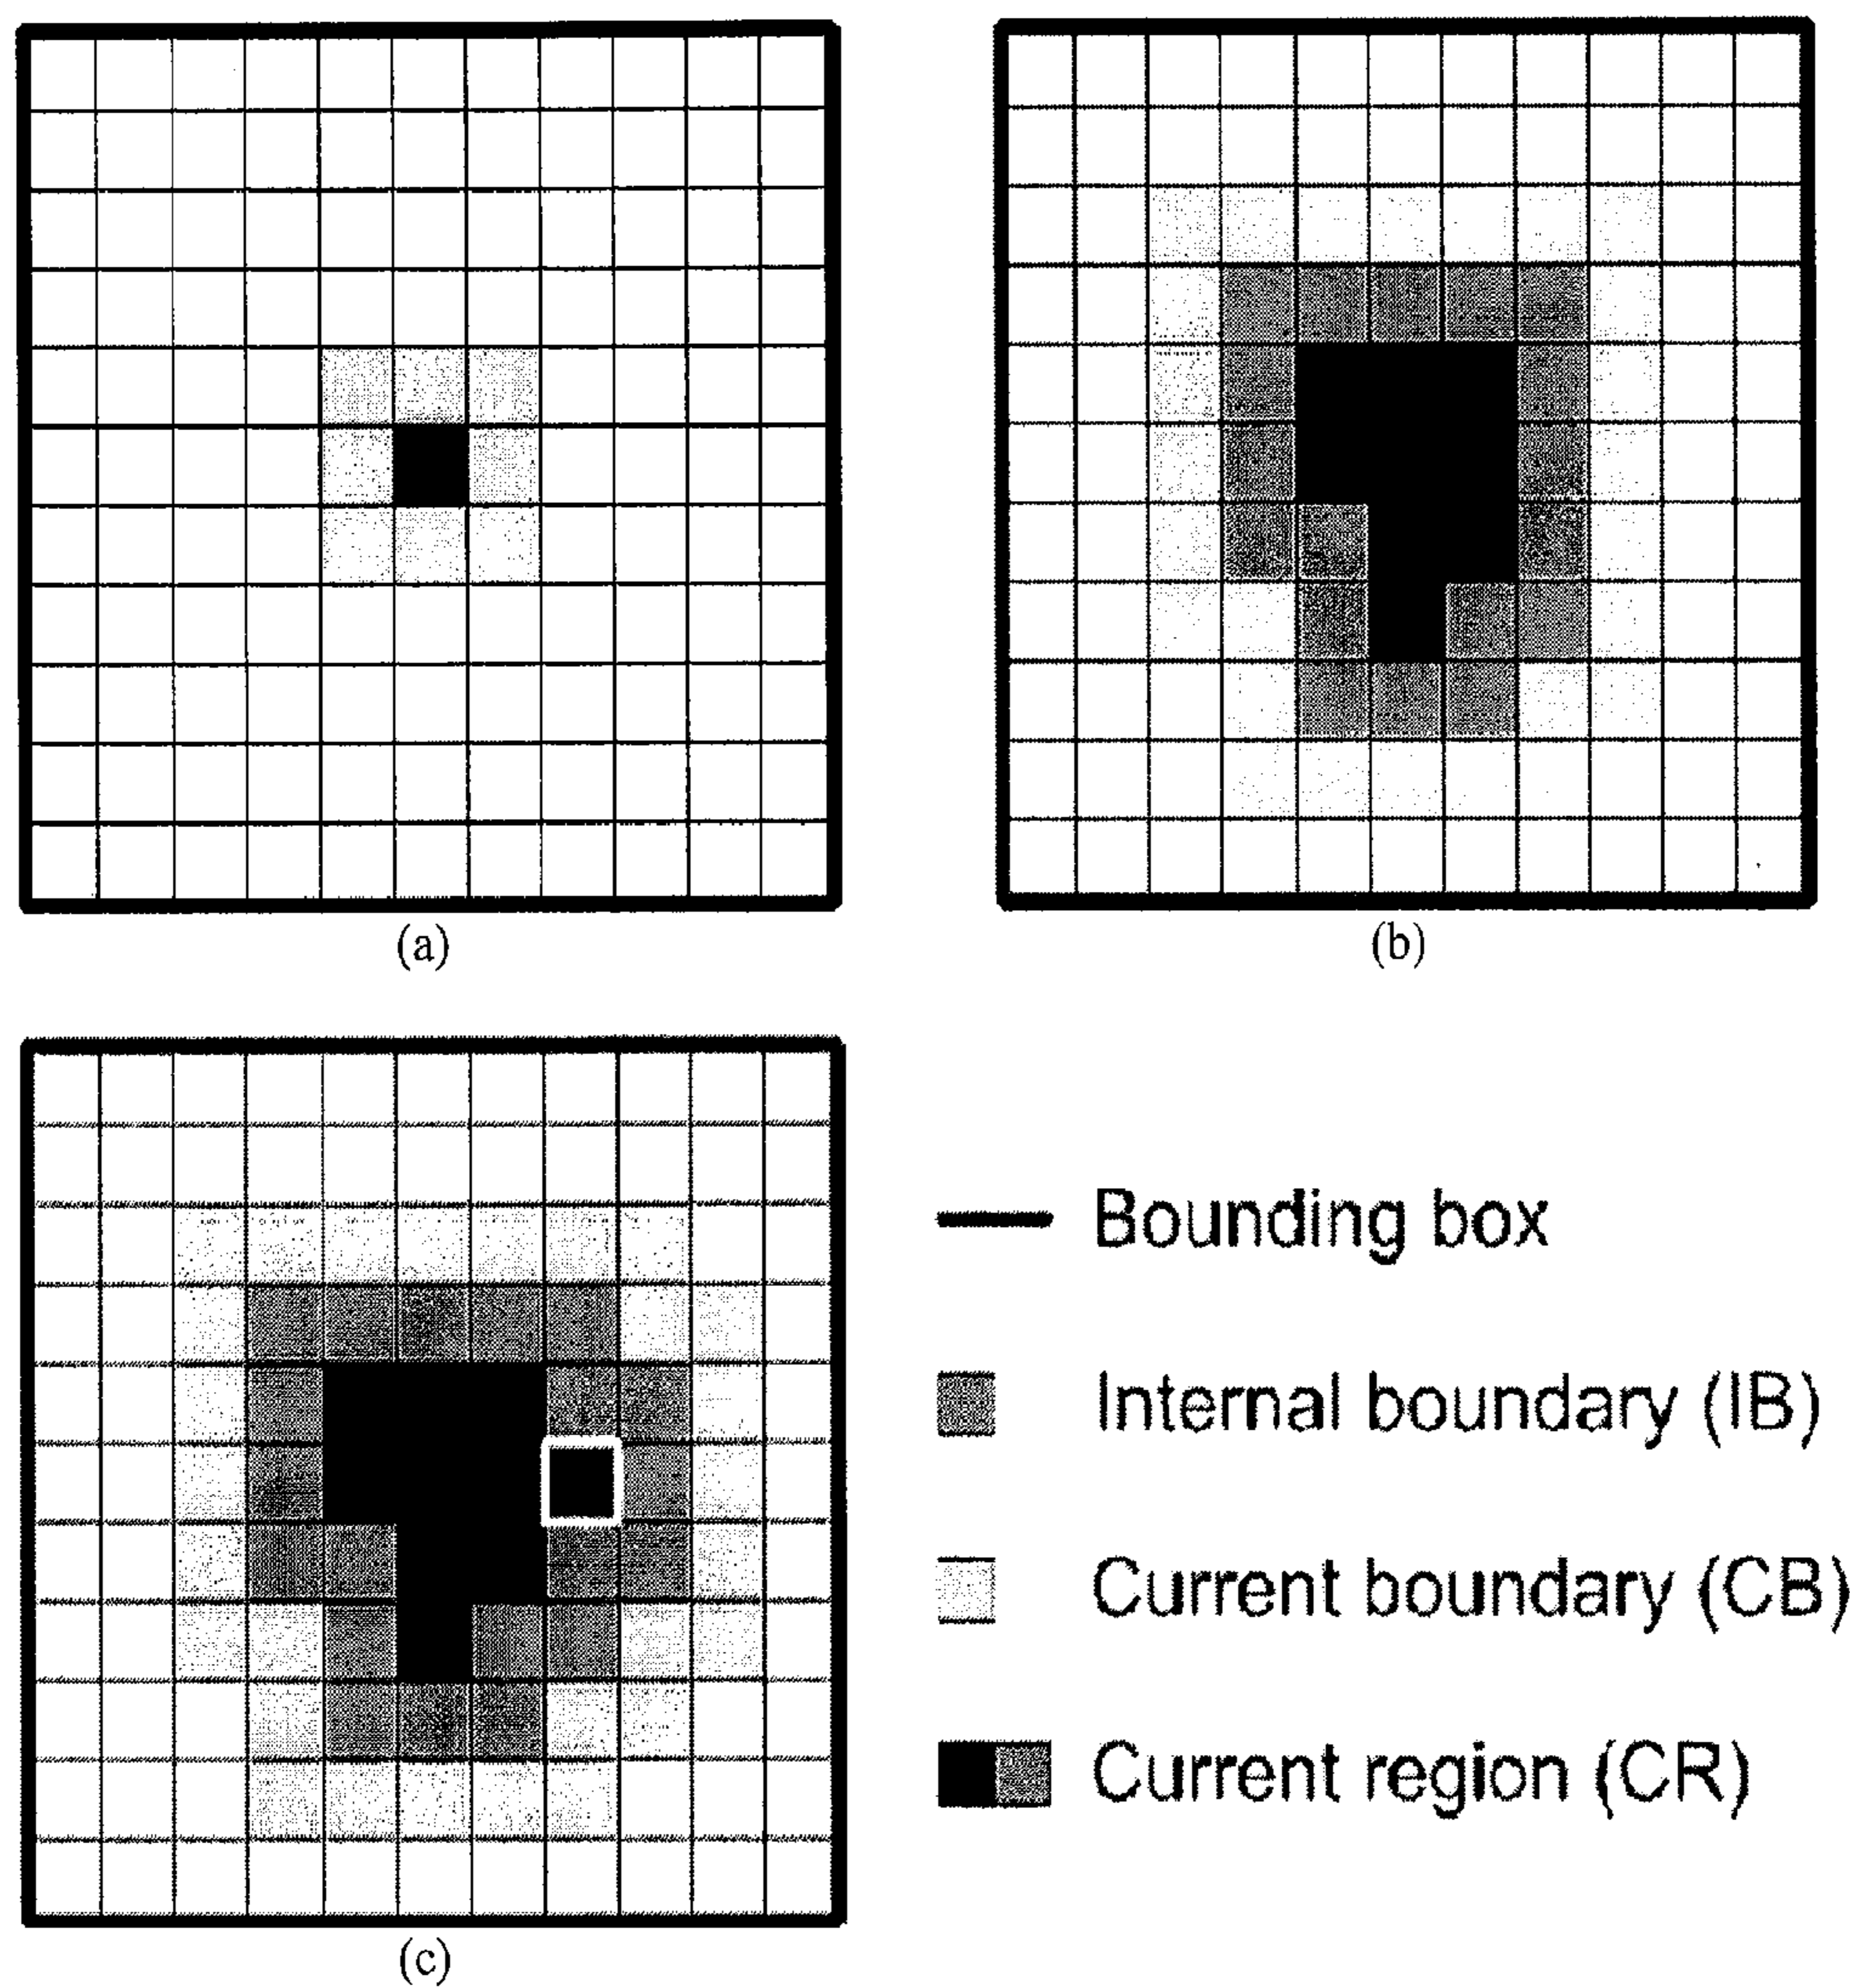 (a)
(b)
Bounding box
Internal boundary (IB)
Current boundary (CB)
Current region (CR)
(c)